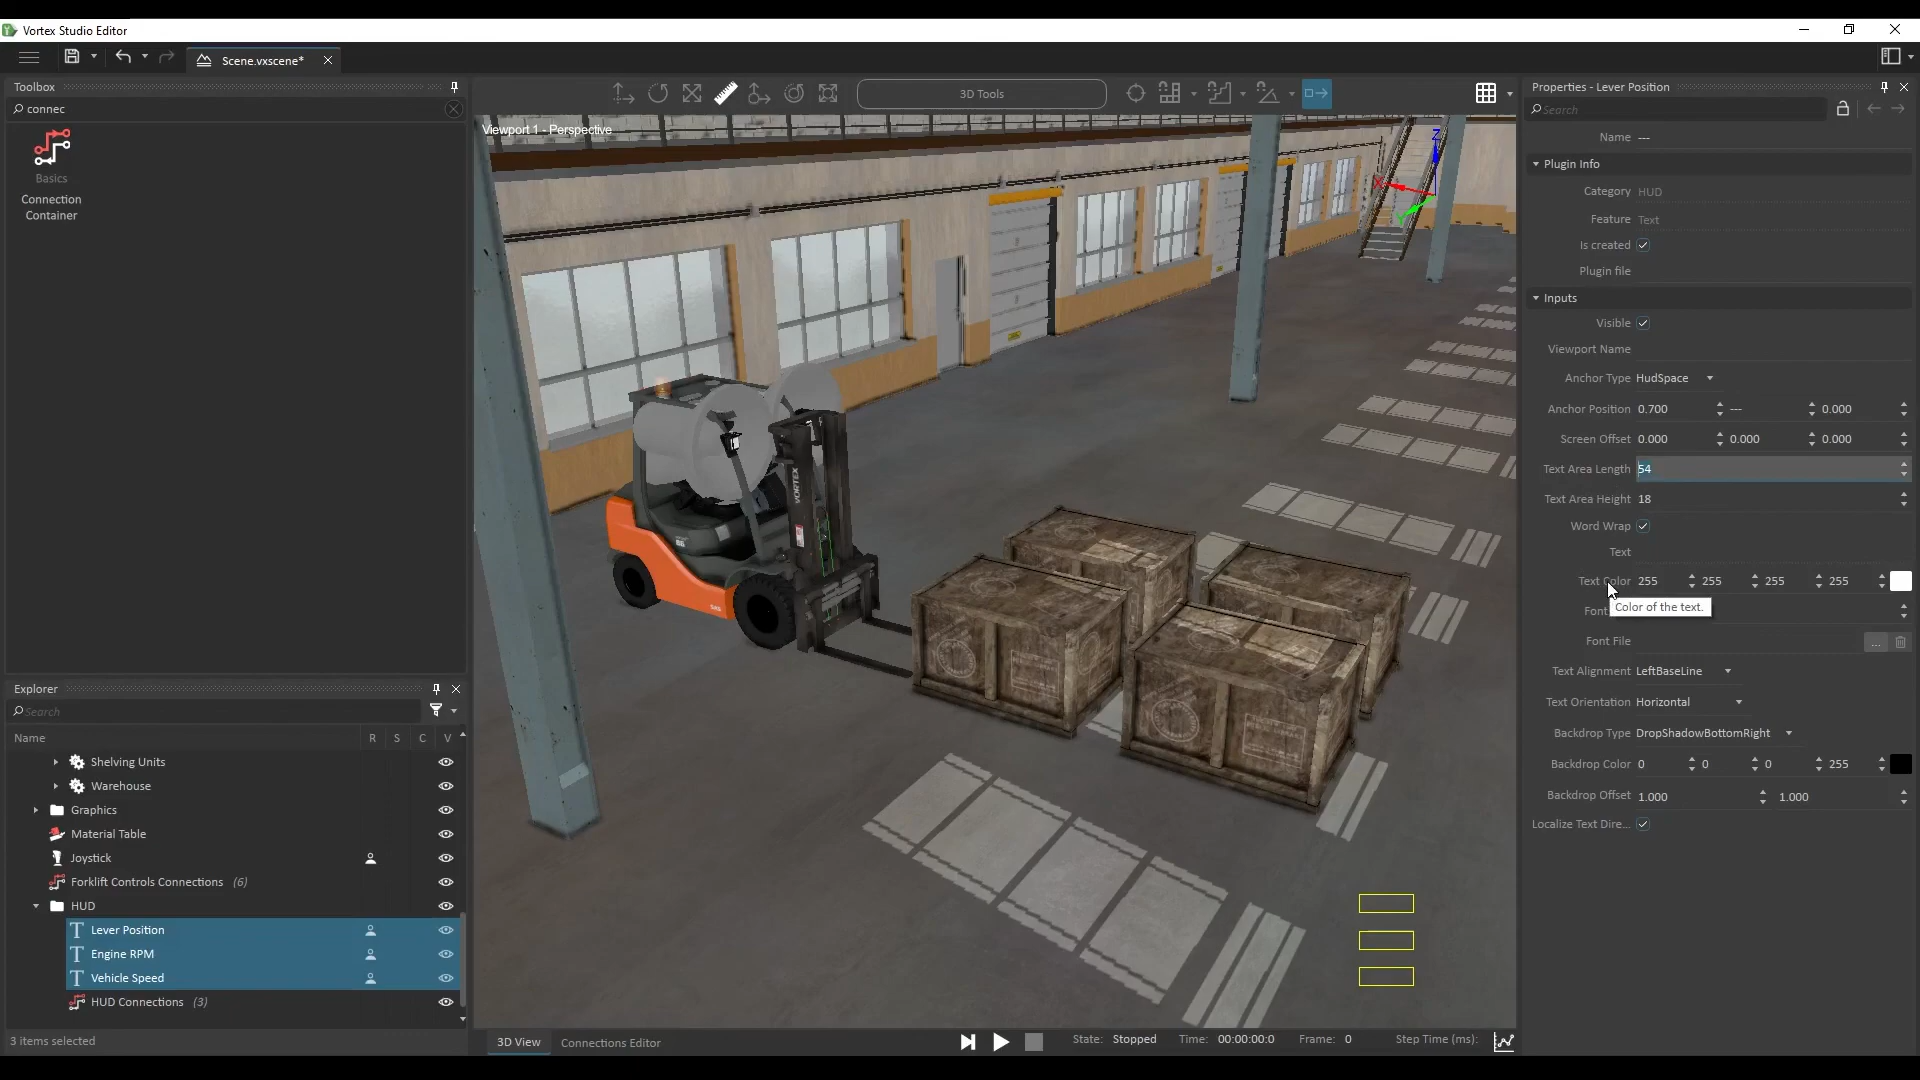 Vortex Studio Editor
Scene.vxscene*
Toolbox
connec
Basics
Connection
Container
3D Tools
Viewport 1 - Perspective
Z
X
Y
VORTEX
Explorer
Search
Name R S C V
Shelving Units
Warehouse
Graphics
Material Table
Joystick
Forklift Controls Connections (6)
HUD
Lever Position
Engine RPM
Vehicle Speed
HUD Connections (3)
3 items selected
3D View Connections Editor
State: Stopped Time: 00:00:00:0 Frame: 0 Step Time (ms):
Properties - Lever Position
Search
Name ---
Plugin Info
Category HUD
Feature Text
Is created
Plugin file
Inputs
Visible
Viewport Name
Anchor Type HudSpace
Anchor Position 0.700 --- 0.000
Screen Offset 0.000 0.000 0.000
Text Area Length 54
Text Area Height 18
Word Wrap
Text
Text Color 255 255 255 255
Color of the text.
Font
Font File ...
Text Alignment LeftBaseLine
Text Orientation Horizontal
Backdrop Type DropShadowBottomRight
Backdrop Color 0 0 0 255
Backdrop Offset 1.000 1.000
Localize Text Dire...